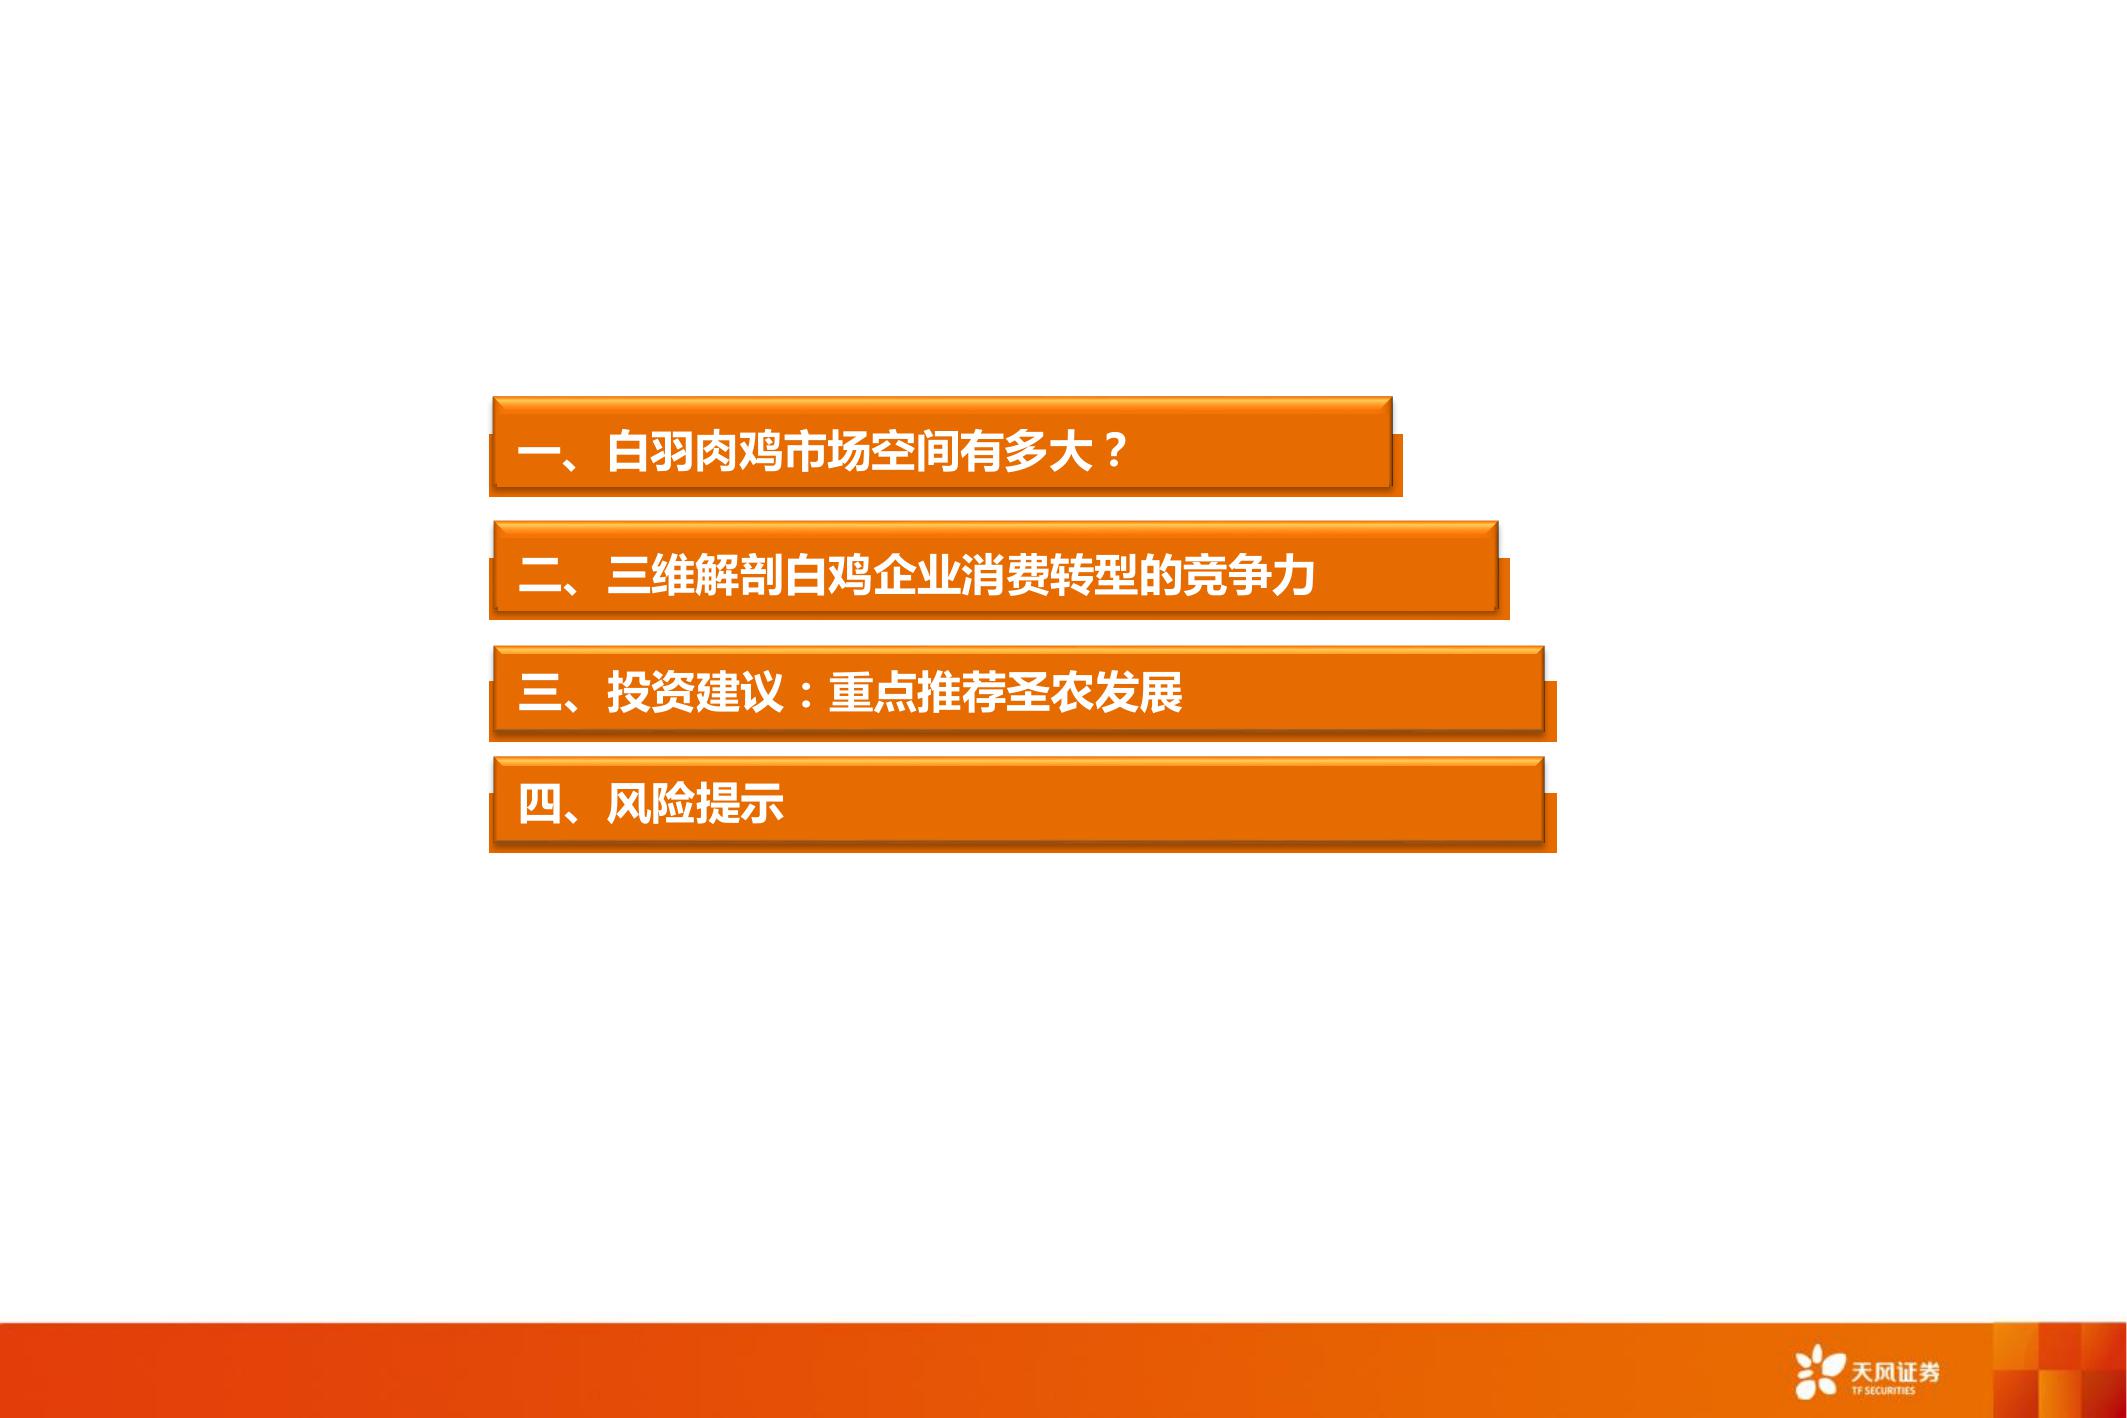 一、白羽肉鸡市场空间有多大？
二、三维解剖白鸡企业消费转型的竞争力
三、投资建议：重点推荐圣农发展
四、风险提示
天风证券
TF SECURITIES